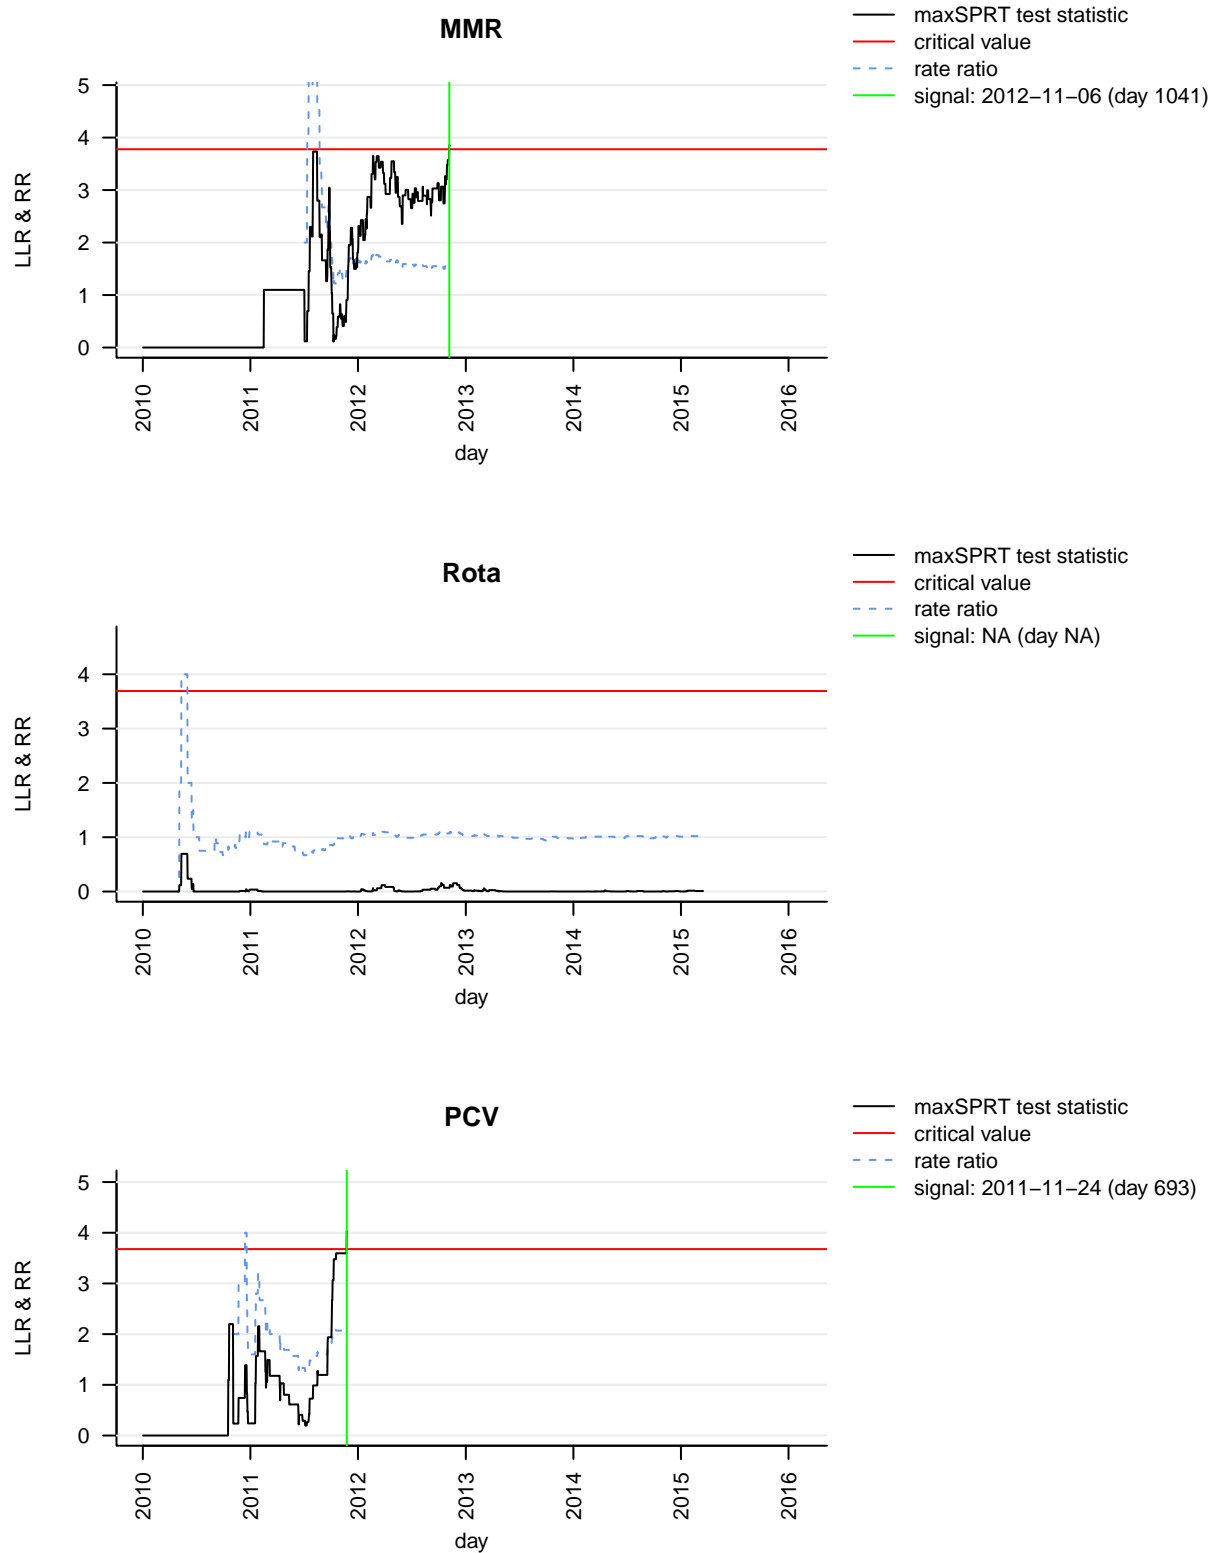 MMR
maxSPRT test statistic
critical value
rate ratio
signal: 2012−11−06 (day 1041)
LLR & RR
5
4
3
2
1
0
2010 2011 2012 2013 2014 2015 2016
day
Rota
maxSPRT test statistic
critical value
rate ratio
signal: NA (day NA)
LLR & RR
4
3
2
1
0
2010 2011 2012 2013 2014 2015 2016
day
PCV
maxSPRT test statistic
critical value
rate ratio
signal: 2011−11−24 (day 693)
LLR & RR
5
4
3
2
1
0
2010 2011 2012 2013 2014 2015 2016
day